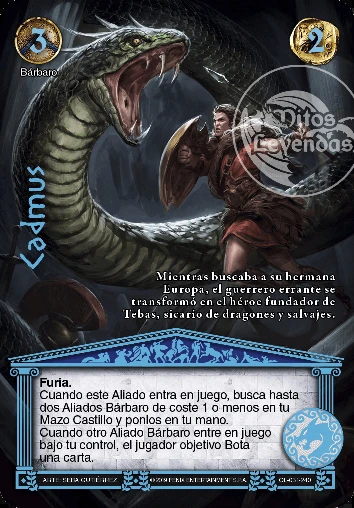 3
2
Bárbaro
Mitos
Leyendas
Cadmus
Mientras buscaba a su hermana
Europa, el guerrero errante se
transformó en el héroe fundador de
Tebas, sicario de dragones y salvajes.
Furia.
Cuando este Aliado entra en juego, busca hasta
dos Aliados Bárbaro de coste 1 o menos en tu
Mazo Castillo y ponlos en tu mano.
Cuando otro Aliado Bárbaro entre en juego
bajo tu control, el jugador objetivo Bota
una carta.
ARTE: SEBA GUTIÉRREZ